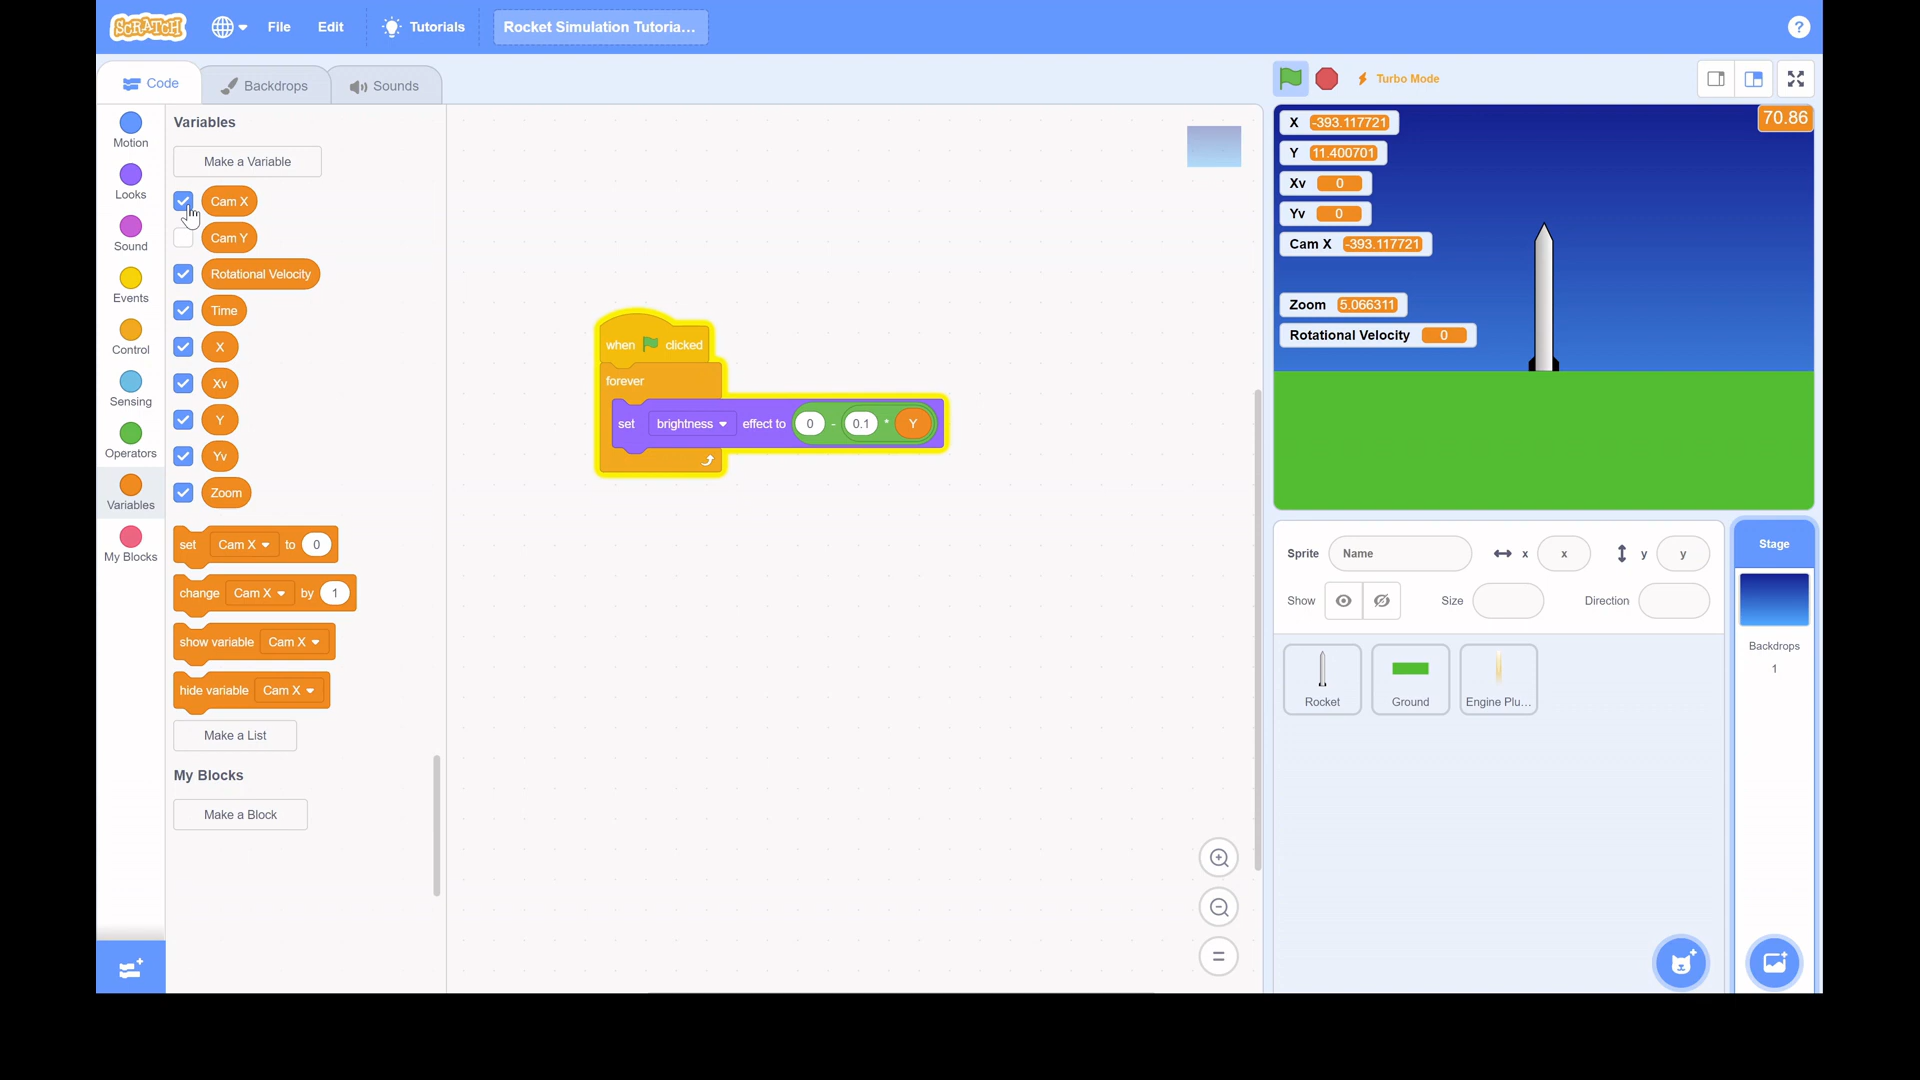 SCRATCH File Edit Tutorials Rocket Simulation Tutoria... ?
Code Backdrops Sounds
Turbo Mode
Motion
Looks
Sound
Events
Control
Sensing
Operators
Variables
My Blocks
Variables
Make a Variable
Cam X
Cam Y
Rotational Velocity
Time
X
Xv
Y
Yv
Zoom
set Cam X to 0
change Cam X by 1
show variable Cam X
hide variable Cam X
Make a List
My Blocks
Make a Block
when clicked
forever
set brightness effect to 0 - 0.1 * Y
X -393.117721
70.86
Y 11.400701
Xv 0
Yv 0
Cam X -393.117721
Zoom 5.066311
Rotational Velocity 0
Sprite Name x x y y
Show Size Direction
Rocket
Ground
Engine Plu...
Stage
Backdrops
1